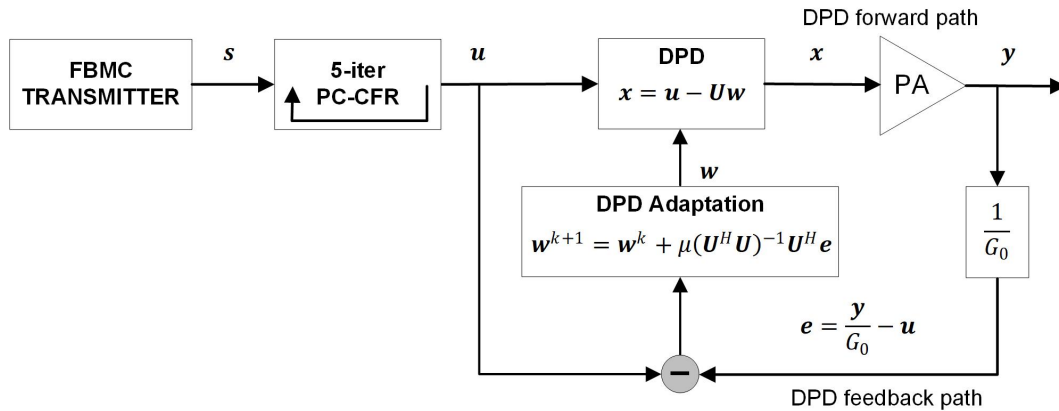 DPD forward path
s
u
x
y
FBMC
TRANSMITTER
5-iter
PC-CFR
DPD
x = u − Uw
PA
w
DPD Adaptation
w^{k+1} = w^k + μ(U^H U)^{−1} U^H e
1/G_0
e = y/G_0 − u
−
DPD feedback path